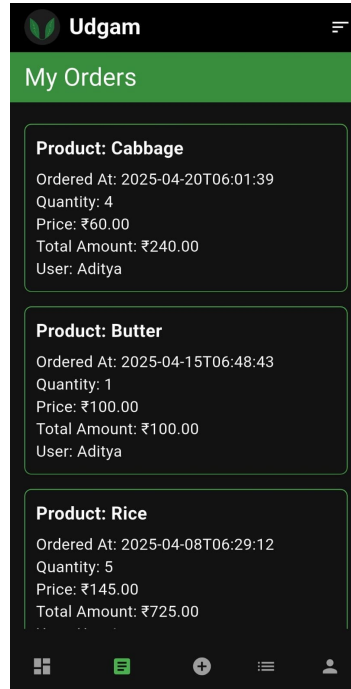 Udgam
My Orders
Product: Cabbage
Ordered At: 2025-04-20T06:01:39
Quantity: 4
Price: ₹60.00
Total Amount: ₹240.00
User: Aditya
Product: Butter
Ordered At: 2025-04-15T06:48:43
Quantity: 1
Price: ₹100.00
Total Amount: ₹100.00
User: Aditya
Product: Rice
Ordered At: 2025-04-08T06:29:12
Quantity: 5
Price: ₹145.00
Total Amount: ₹725.00